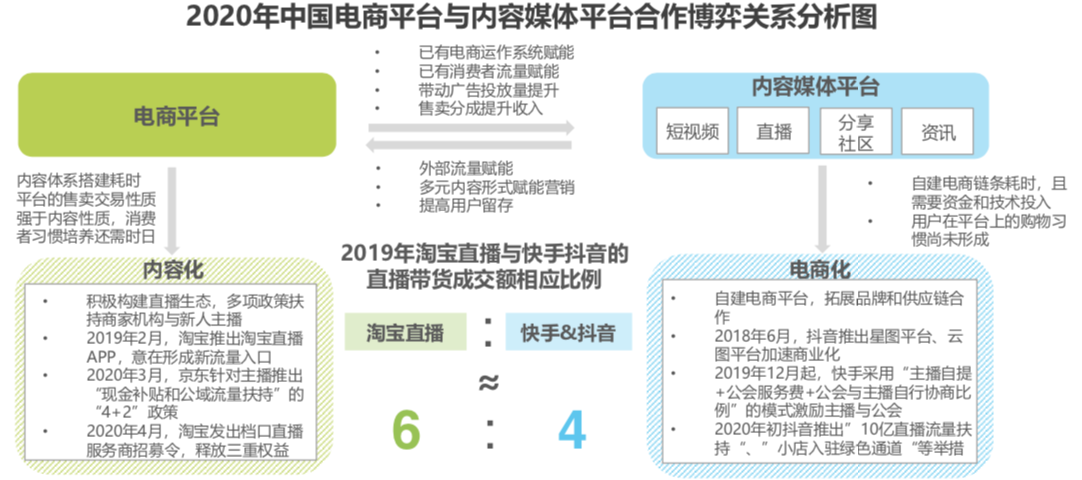 2020年中国电商平台与内容媒体平台合作博弈关系分析图
电商平台
• 已有电商运作系统赋能
• 已有消费者流量赋能
• 带动广告投放量提升
• 售卖分成提升收入
• 外部流量赋能
• 多元内容形式赋能营销
• 提高用户留存
内容媒体平台
短视频
直播
分享
社区
资讯
内容体系搭建耗时
平台的售卖交易性质
强于内容性质，消费
者习惯培养还需时日
• 自建电商链条耗时，且
需要资金和技术投入
• 用户在平台上的购物习
惯尚未形成
内容化
• 积极构建直播生态，多项政策扶
持商家机构与新人主播
• 2019年2月，淘宝推出淘宝直播
APP，意在形成新流量入口
• 2020年3月，京东针对主播推出
“现金补贴和公域流量扶持”的
“4+2”政策
• 2020年4月，淘宝发出档口直播
服务商招募令，释放三重权益
2019年淘宝直播与快手抖音的
直播带货成交额相应比例
淘宝直播 : 快手&抖音
≈
6 : 4
电商化
• 自建电商平台，拓展品牌和供应链合
作
• 2018年6月，抖音推出星图平台、云
图平台加速商业化
• 2019年12月起，快手采用“主播自提
+公会服务费+公会与主播自行协商比
例”的模式激励主播与公会
• 2020年初抖音推出”10亿直播流量扶
持“、”小店入驻绿色通道“等举措